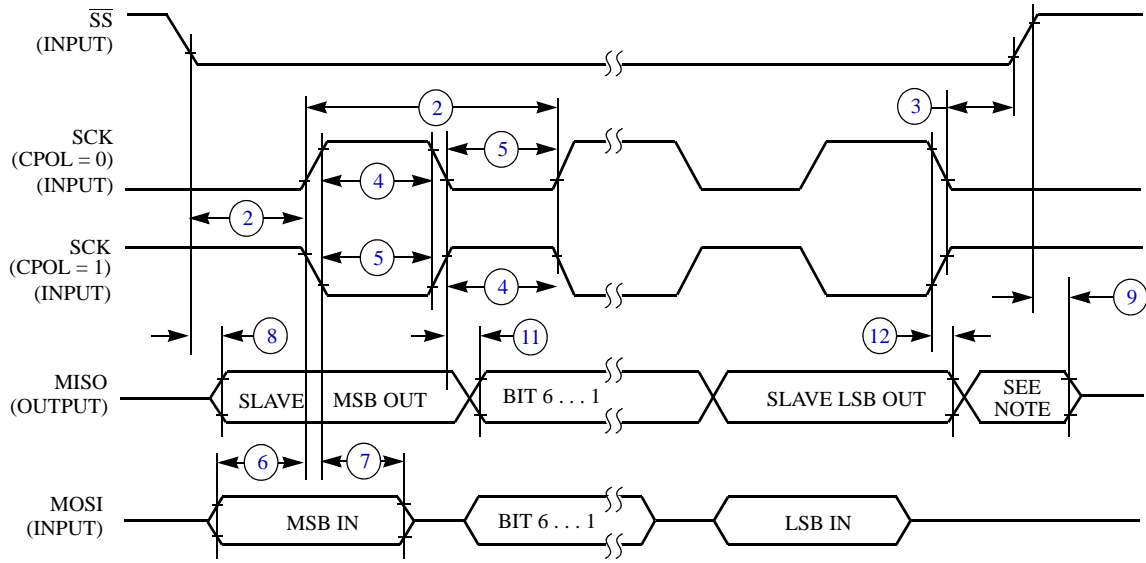 SS
(INPUT)
2
3
SCK
(CPOL = 0)
(INPUT)
5
4
2
SCK
(CPOL = 1)
(INPUT)
5
4
9
8
11
12
MISO
(OUTPUT)
SLAVE
MSB OUT
BIT 6 . . . 1
SLAVE LSB OUT
SEE
NOTE
6
7
MOSI
(INPUT)
MSB IN
BIT 6 . . . 1
LSB IN